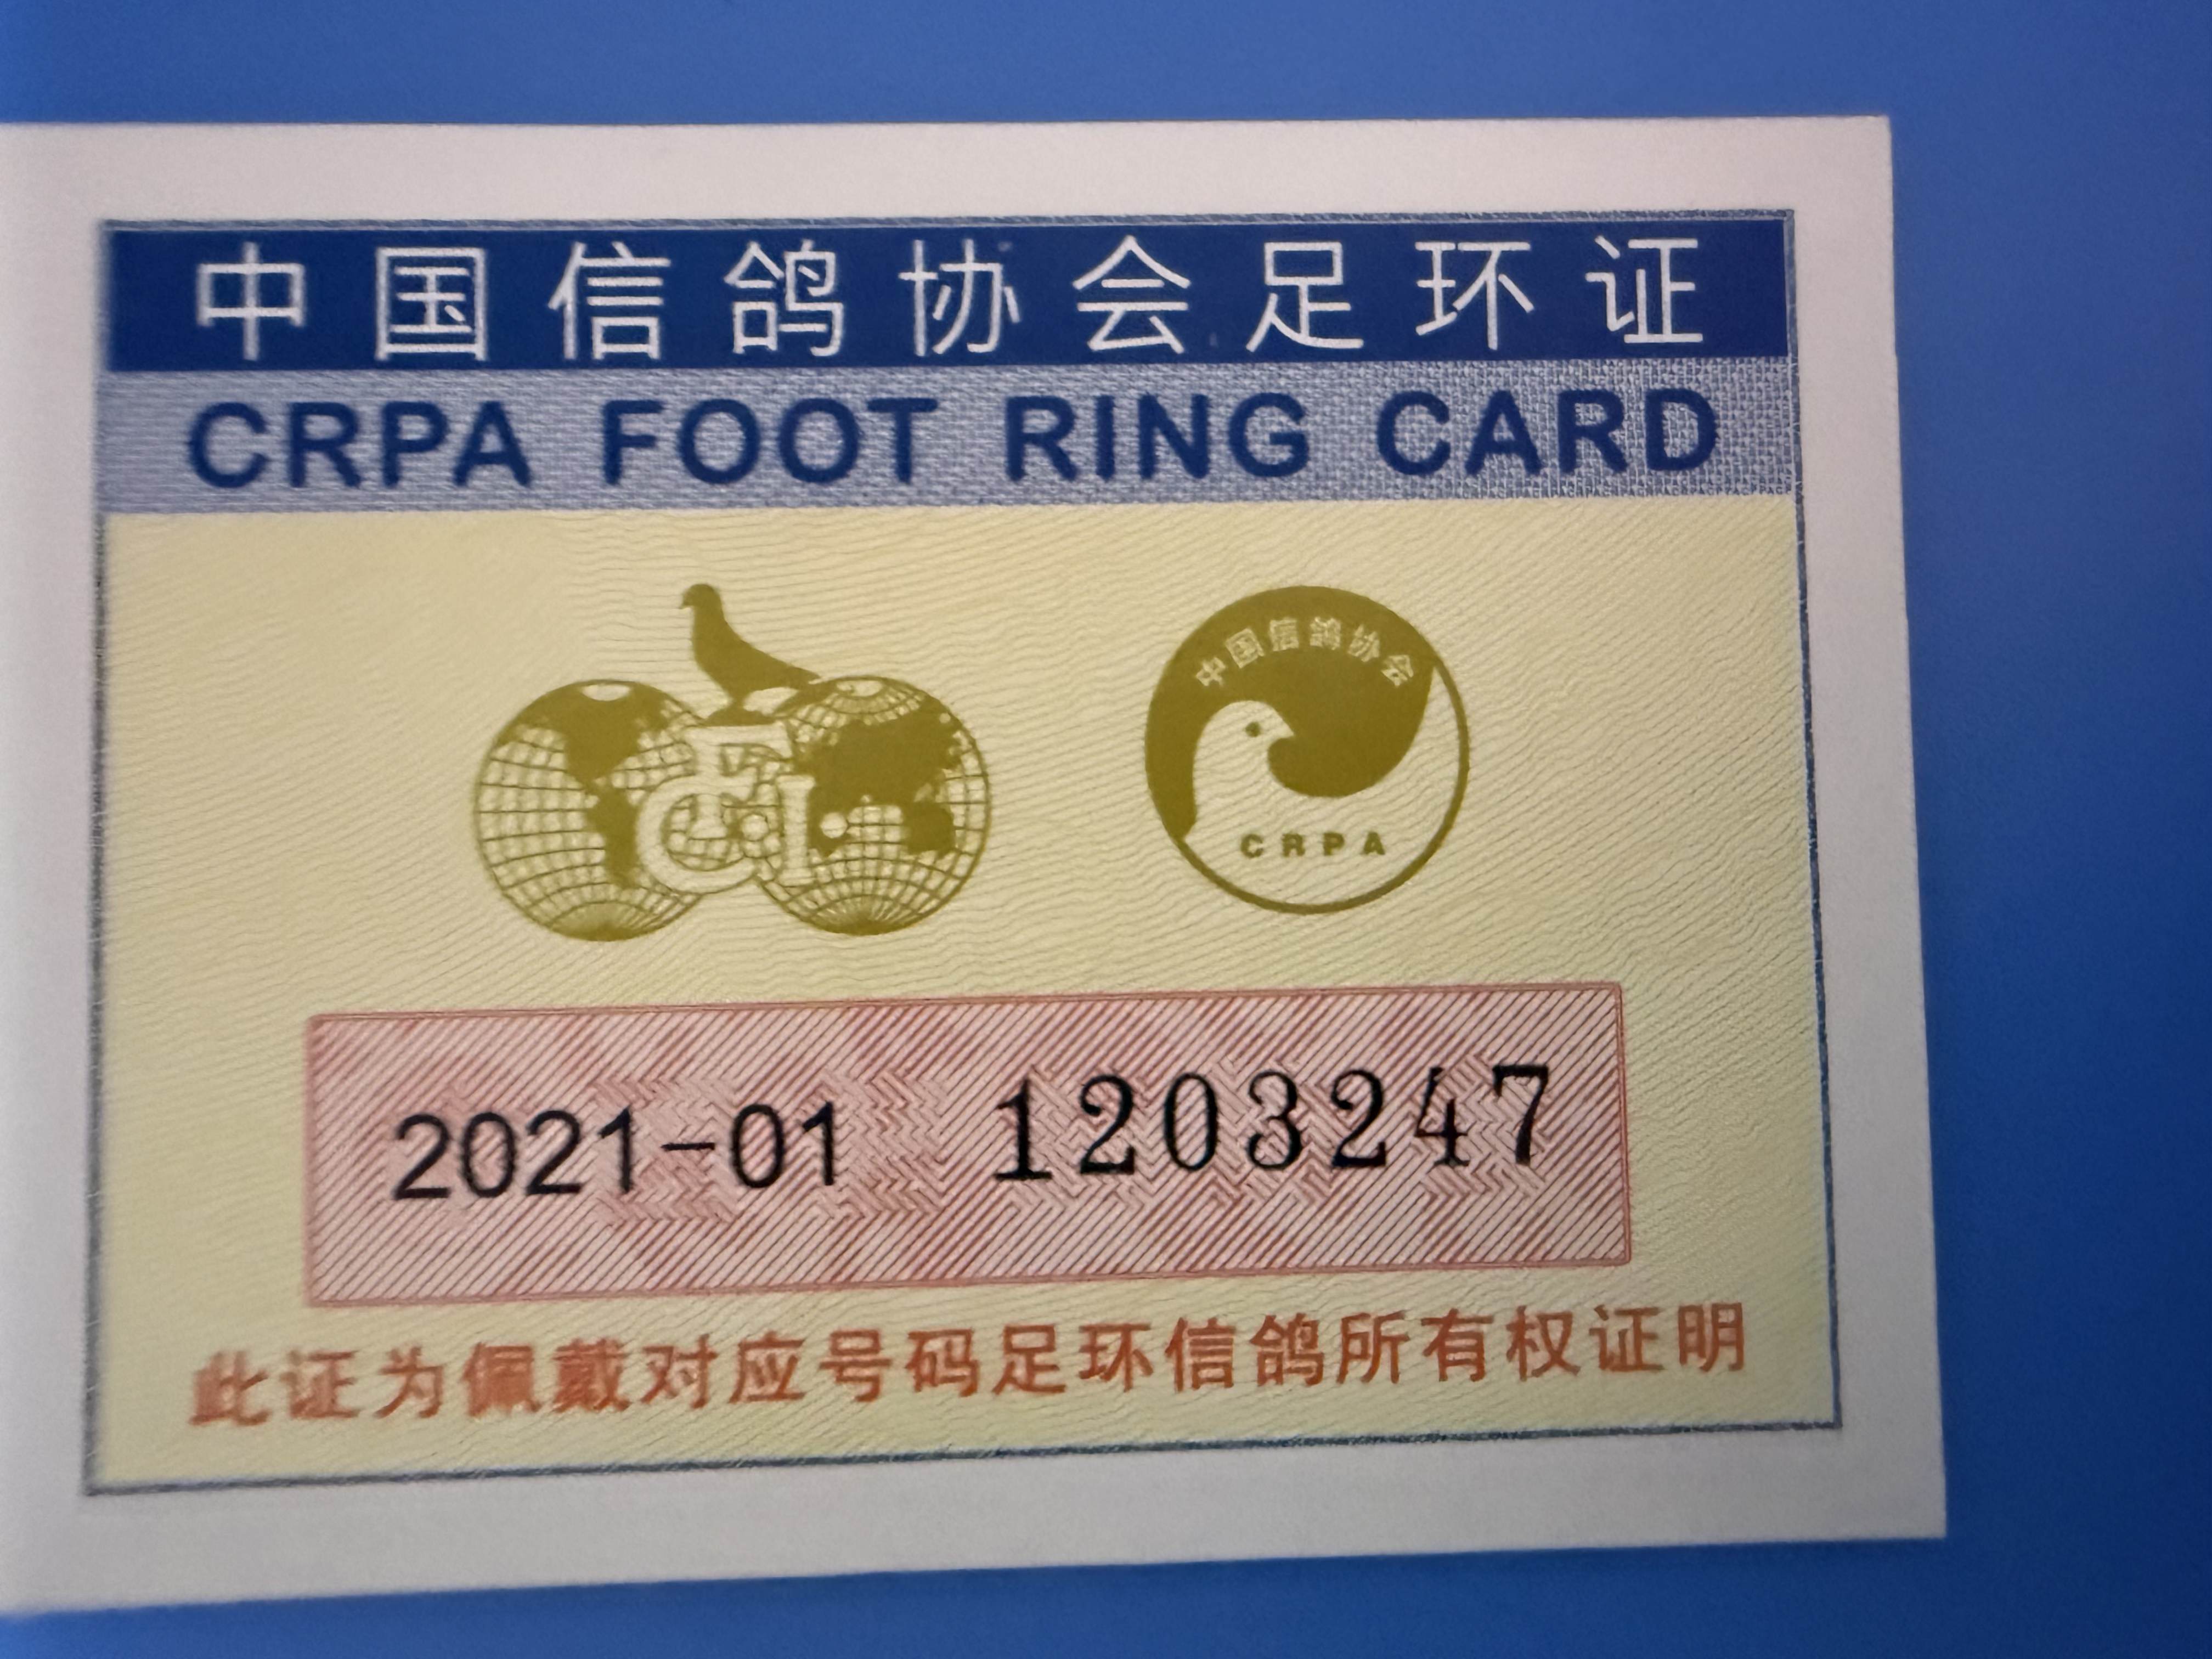 中国信鸽协会足环证
CRPA FOOT RING CARD
F C I
中国信鸽协会
CRPA
2021-01 1203247
此证为佩戴对应号码足环信鸽所有权证明